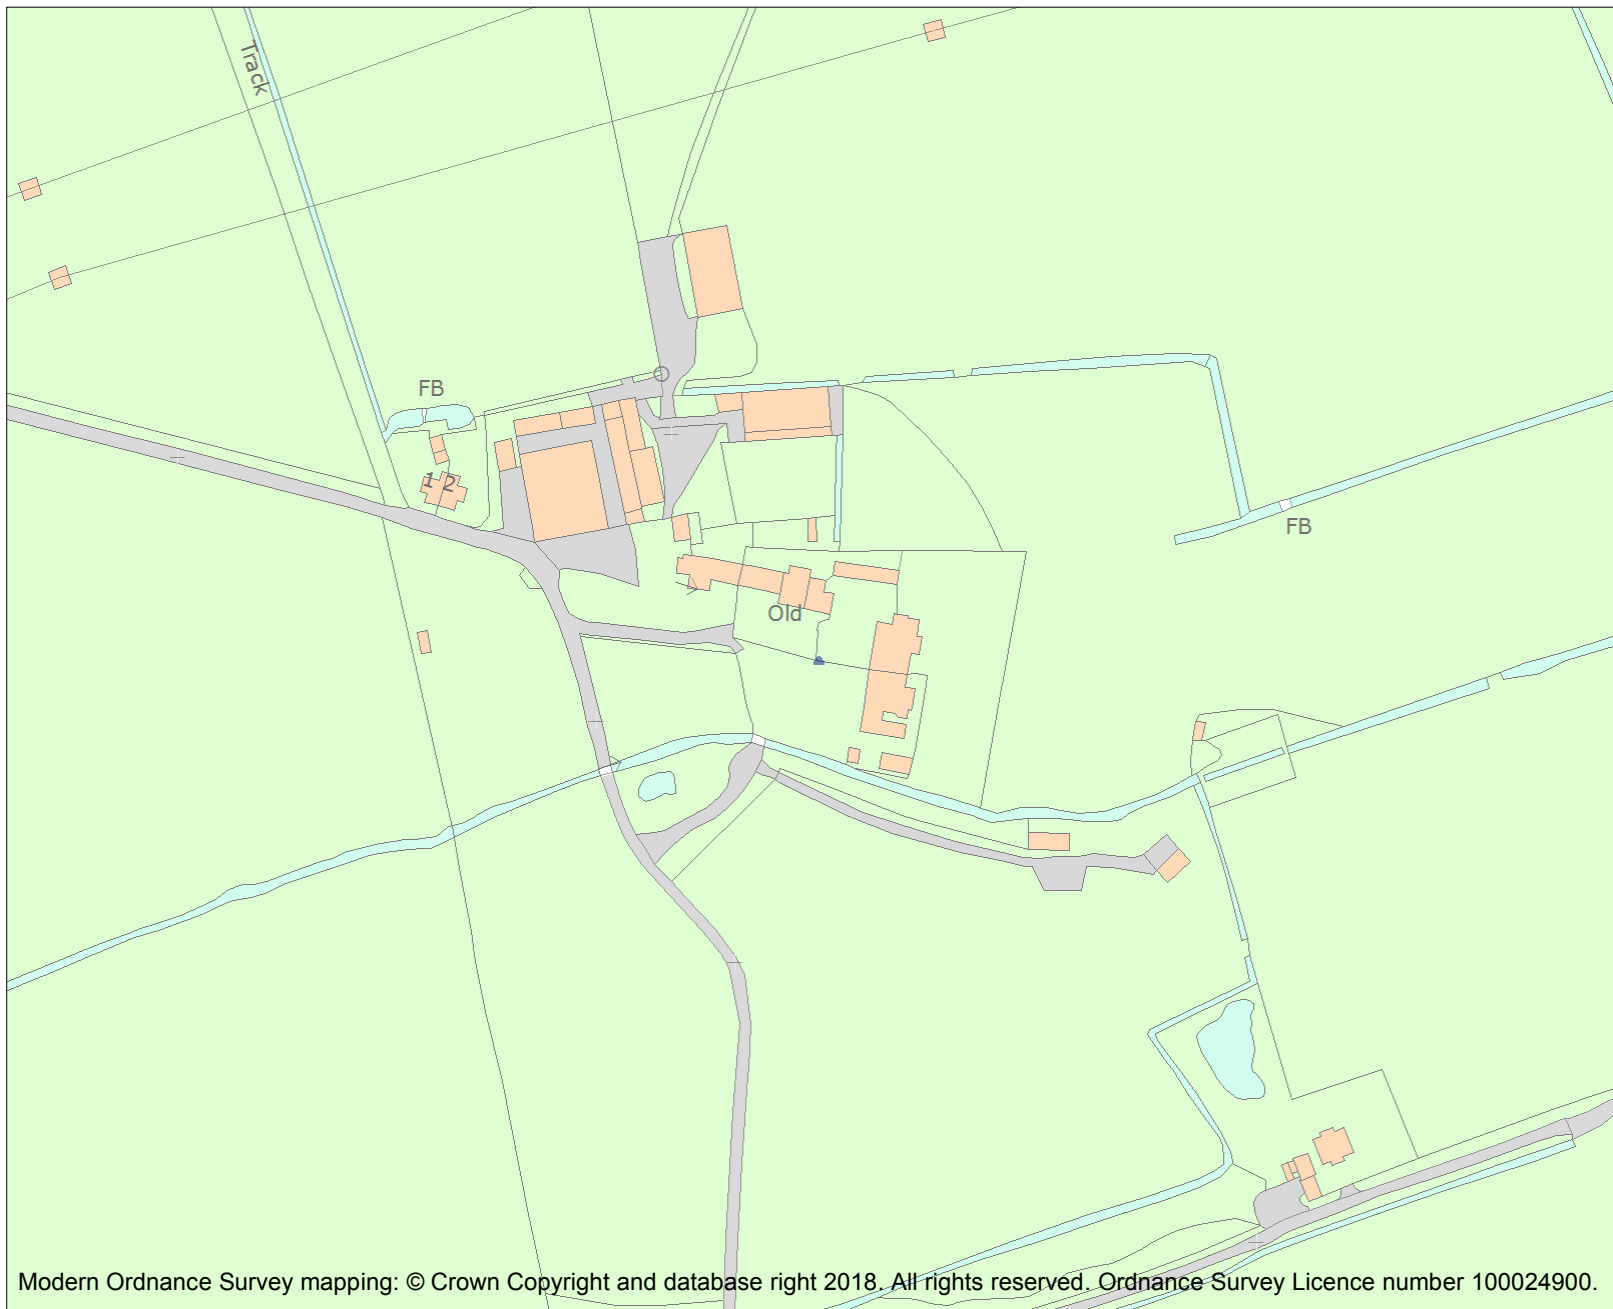 Track
FB
1 2
FB
Old
Modern Ordnance Survey mapping: © Crown Copyright and database right 2018. All rights reserved. Ordnance Survey Licence number 100024900.